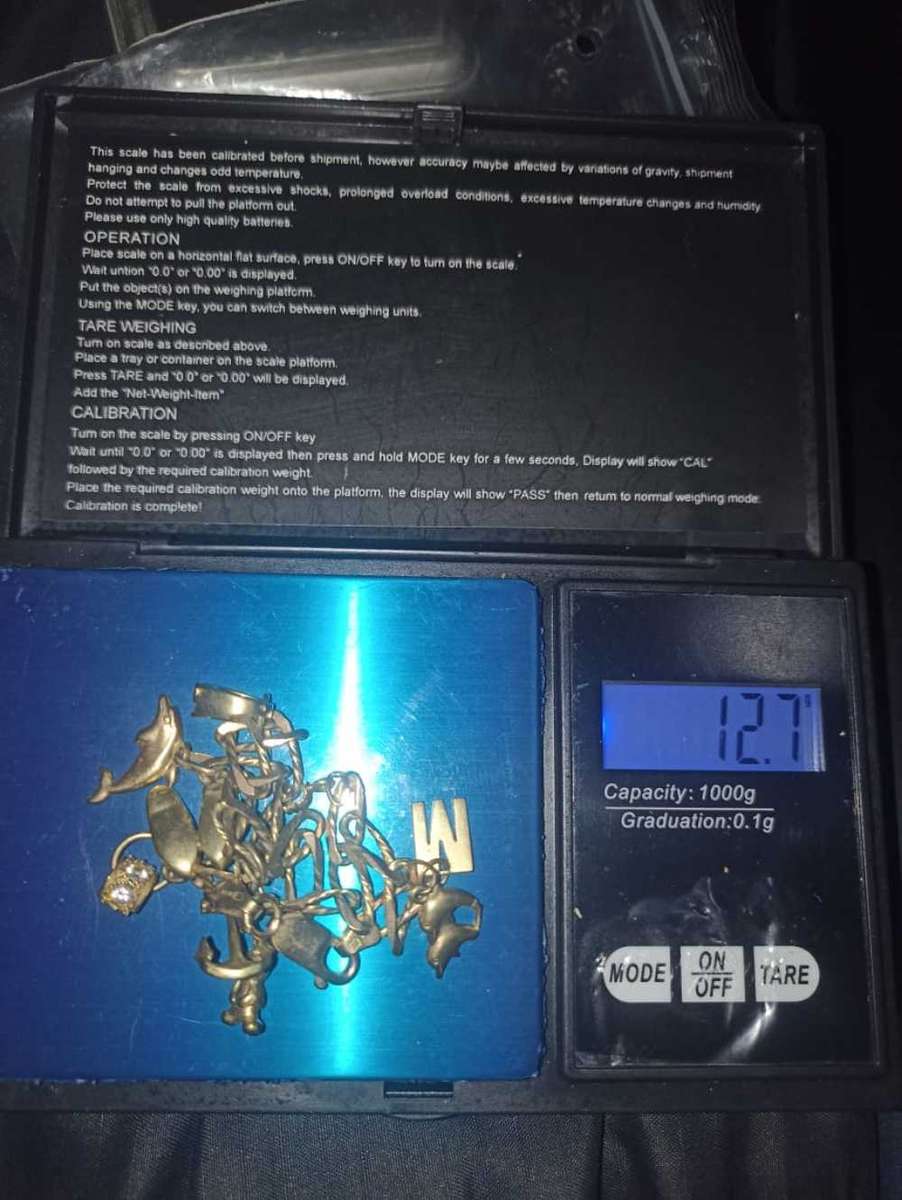 This scale has been calibrated before shipment, however accuracy maybe affected by variations of gravity, shipment
hanging and changes odd temperature,
Protect the scale from excessive shocks, prolonged overload conditions, excessive temperature changes and humidity.
Do not attempt to pull the platform out.
Please use only high quality batteries.
OPERATION
Place scale on a horizontal flat surface, press ON/OFF key to turn on the scale.
Wait untion "0.0" or "0.00" is displayed.
Put the object(s) on the weighing platform.
Using the MODE key, you can switch between weighing units.
TARE WEIGHING
Turn on scale as described above.
Place a tray or container on the scale platform.
Press TARE and "0.0" or "0.00" will be displayed.
Add the "Net-Weight-Item"
CALIBRATION
Turn on the scale by pressing ON/OFF key
Wait until "0.0" or "0.00" is displayed then press and hold MODE key for a few seconds, Display will show "CAL"
followed by the required calibration weight.
Place the required calibration weight onto the platform, the display will show "PASS" then return to normal weighing mode.
Calibration is complete!
12.7
Capacity: 1000g
Graduation:0.1g
M
MODE
ON
OFF
TARE